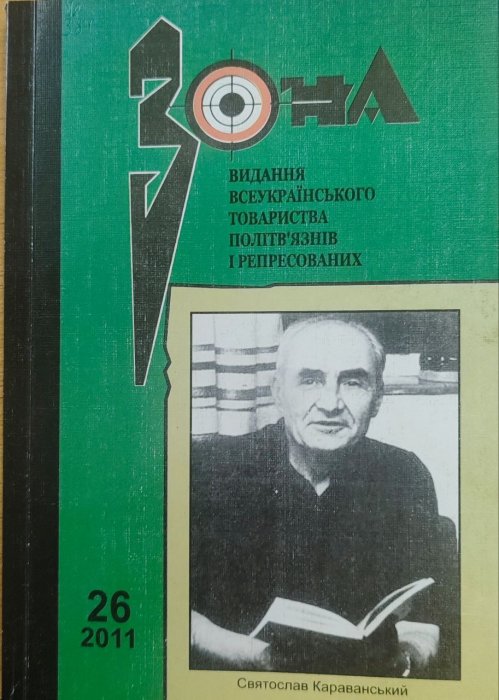 ЗОНА
ВИДАННЯ
ВСЕУКРАЇНСЬКОГО
ТОВАРИСТВА
ПОЛІТВ'ЯЗНІВ
І РЕПРЕСОВАНИХ
26
2011
Святослав Караванський